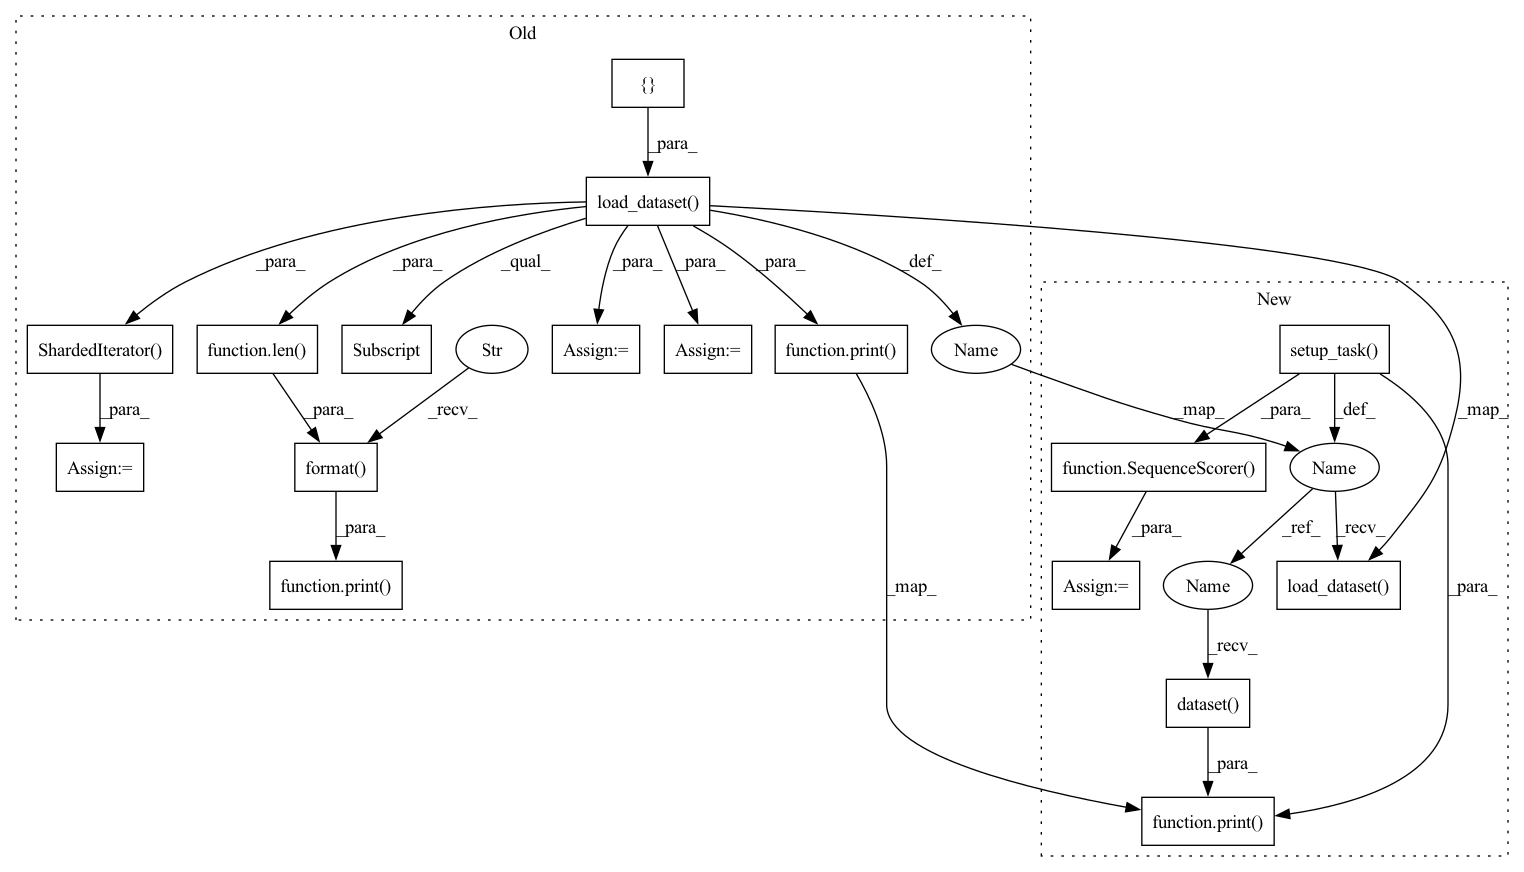 Old
{}
_para_
load_dataset()
_para_ _para_ _qual_ _para_ _para_ _para_ _def_
New
ShardedIterator() function.len() Subscript Str Assign:= Assign:= function.print() Name setup_task()
_para_ _para_ _recv_ _map_ _para_ _def_ _map_
Assign:= format() function.SequenceScorer() Name
_para_ _para_ _ref_ _recv_
function.print() _map_ Assign:= Name load_dataset() _para_
_recv_
dataset()
_para_
function.print()